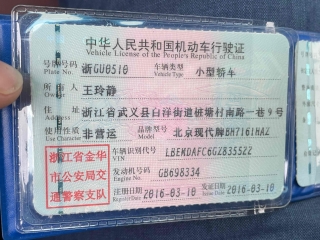 中华人民共和国机动车行驶证
Vehicle License of the People's Republic of China
号牌号码 浙GU0510 车辆类型 小型轿车
Plate No. Vehicle Type
所有人 王玲静
Owner
住址 浙江省武义县白洋街道桩塘村南路一巷9号
Address
使用性质 非营运 品牌型号 北京现代牌BH7161HAZ
Use Character Model
浙江省金华
市公安局交
通警察支队
车辆识别代号 LBENDAFC6GZ833522
VIN
发动机号码 GB698334
Engine No.
注册日期 2016-03-10 发证日期 2016-03-10
Register Date Issue Date